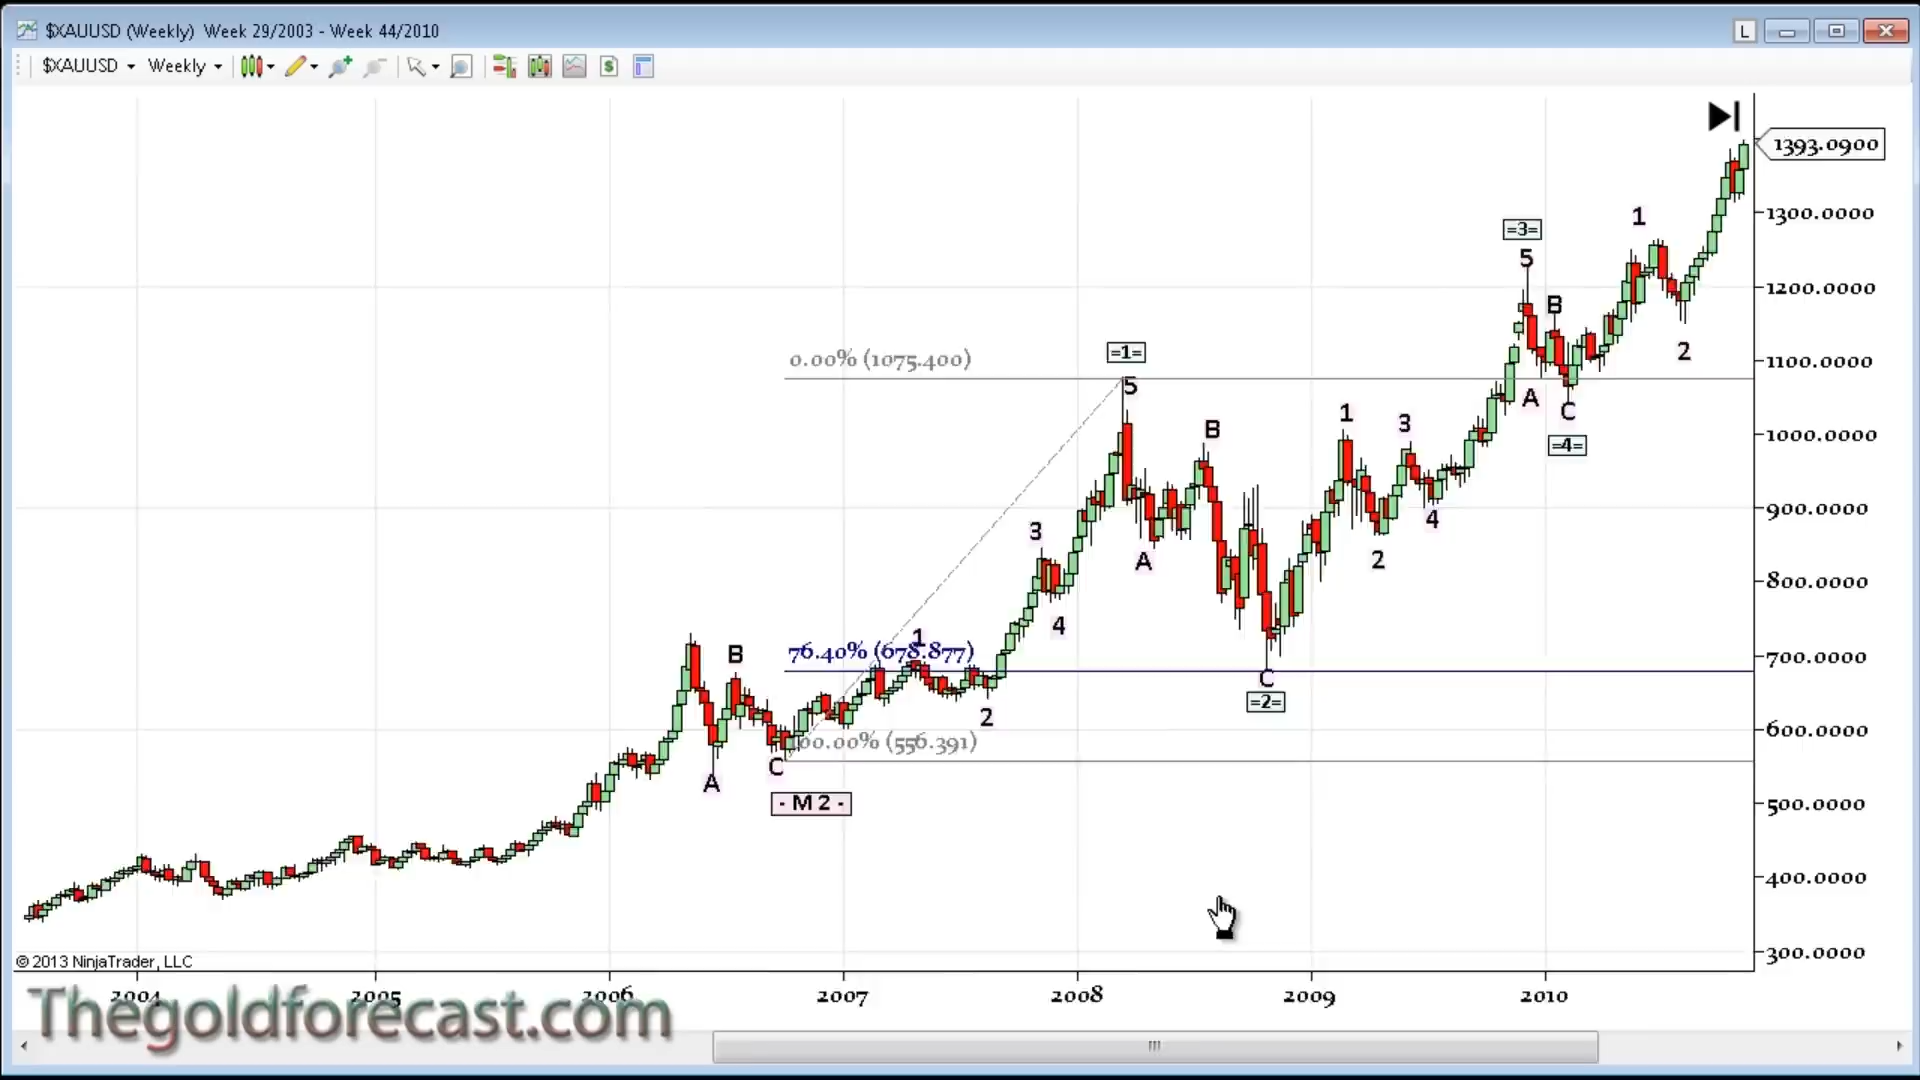 $XAUUSD (Weekly) Week 29/2003 - Week 44/2010
L
$XAUUSD Weekly
1393.0900
1300.0000
1200.0000
1100.0000
1000.0000
900.0000
800.0000
700.0000
600.0000
500.0000
400.0000
300.0000
1
=3=
5
B
2
A
C
=4=
0.00% (1075.400)
=1=
5
B
1
3
3
4
2
A
4
1
76.40% (678.877)
B
C
=2=
2
100.00% (556.391)
A
C
- M 2 -
© 2013 NinjaTrader, LLC
2004 2005 2006 2007 2008 2009 2010
Thegoldforecast.com